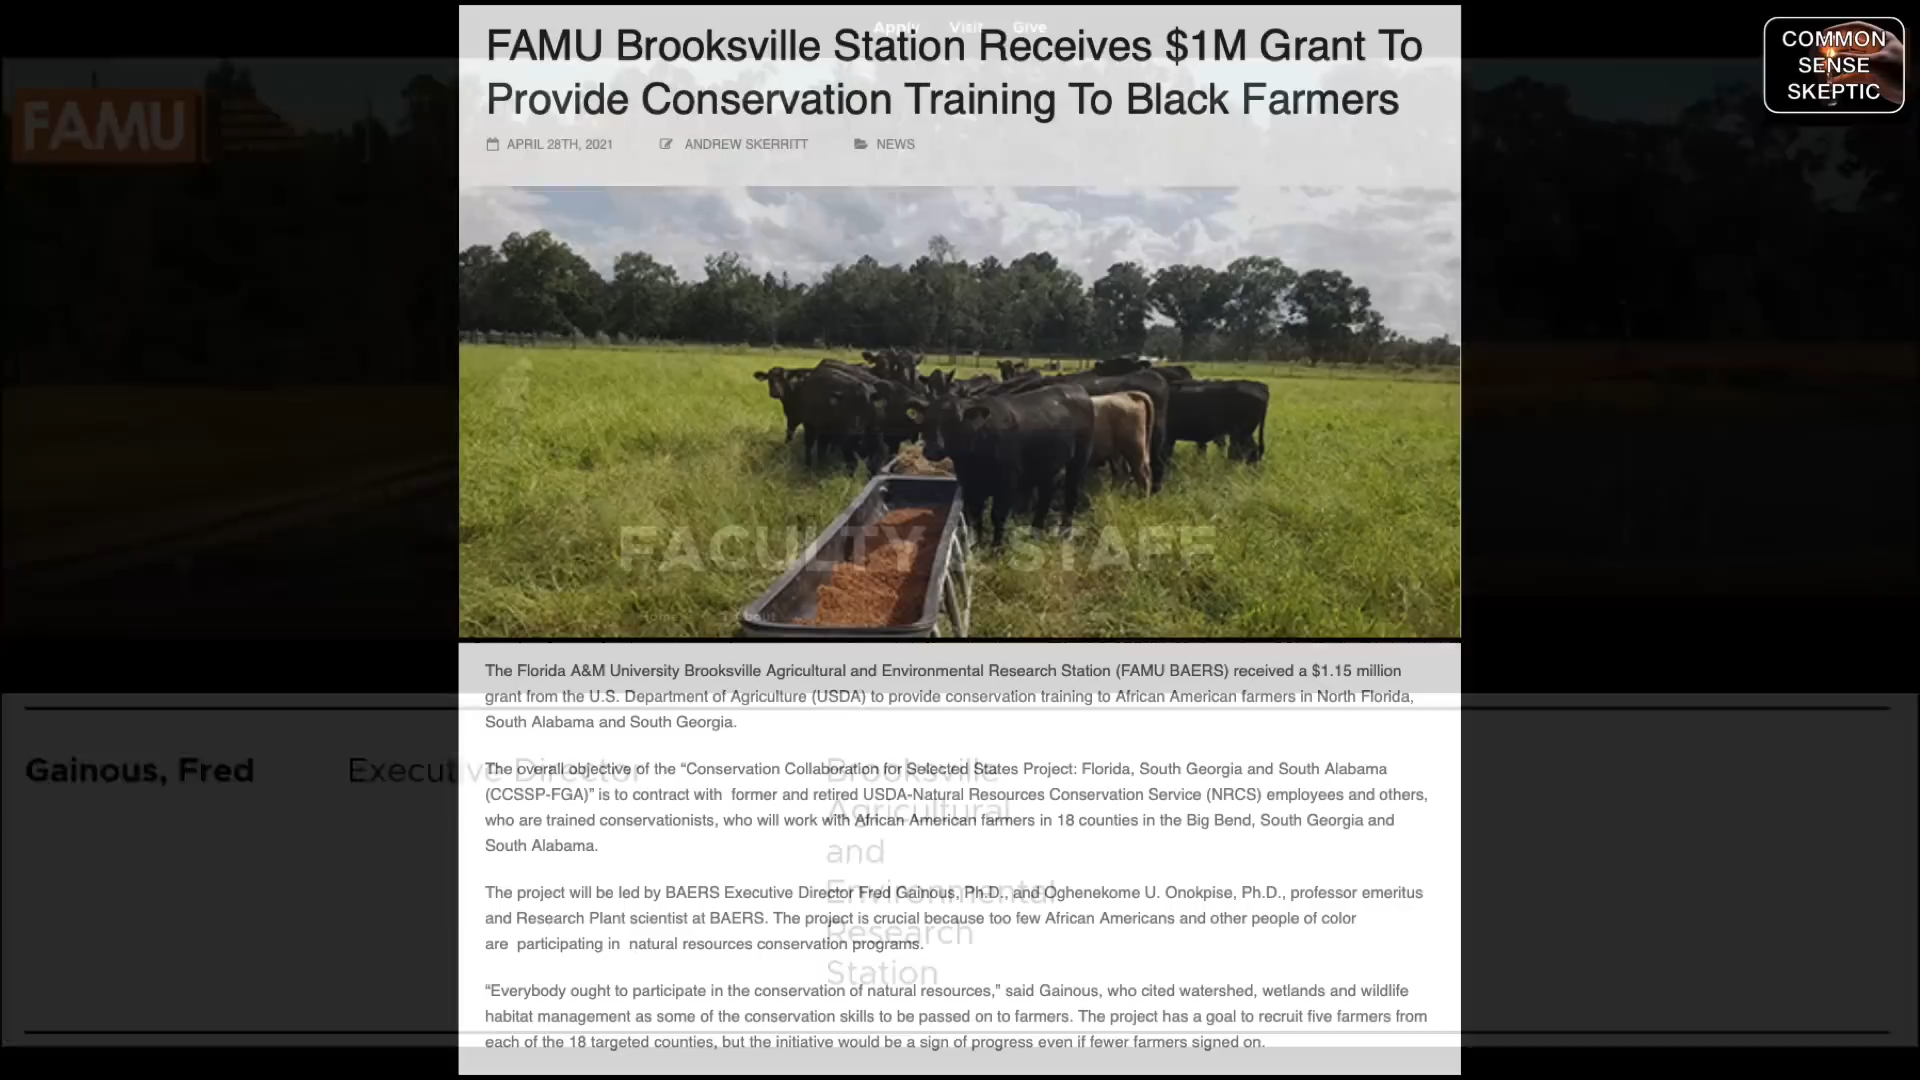 Apply Visit Give
FAMU Brooksville Station Receives $1M Grant To
Provide Conservation Training To Black Farmers
COMMON
SENSE
SKEPTIC
FAMU
APRIL 28TH, 2021 ANDREW SKERRITT NEWS
FACULTY & STAFF
Home About
The Florida A&M University Brooksville Agricultural and Environmental Research Station (FAMU BAERS) received a $1.15 million
grant from the U.S. Department of Agriculture (USDA) to provide conservation training to African American farmers in North Florida,
South Alabama and South Georgia.
Gainous, Fred Executive Director
Brooksville
Agricultural
and
Environmental
Research
Station
The overall objective of the “Conservation Collaboration for Selected States Project: Florida, South Georgia and South Alabama
(CCSSP-FGA)” is to contract with former and retired USDA-Natural Resources Conservation Service (NRCS) employees and others,
who are trained conservationists, who will work with African American farmers in 18 counties in the Big Bend, South Georgia and
South Alabama.
The project will be led by BAERS Executive Director Fred Gainous, Ph.D., and Oghenekome U. Onokpise, Ph.D., professor emeritus
and Research Plant scientist at BAERS. The project is crucial because too few African Americans and other people of color
are participating in natural resources conservation programs.
“Everybody ought to participate in the conservation of natural resources,” said Gainous, who cited watershed, wetlands and wildlife
habitat management as some of the conservation skills to be passed on to farmers. The project has a goal to recruit five farmers from
each of the 18 targeted counties, but the initiative would be a sign of progress even if fewer farmers signed on.